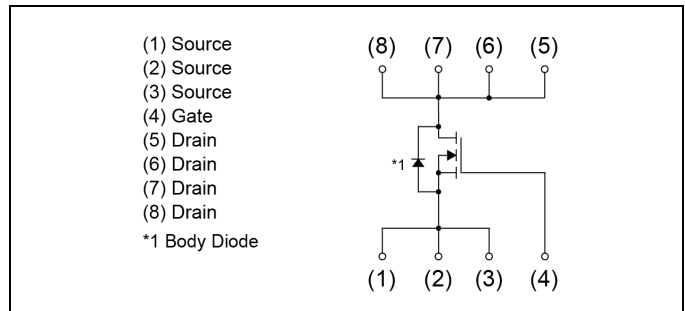 (1) Source
(2) Source
(3) Source
(4) Gate
(5) Drain
(6) Drain
(7) Drain
(8) Drain
*1 Body Diode
(8) (7) (6) (5)
*1
(1) (2) (3) (4)